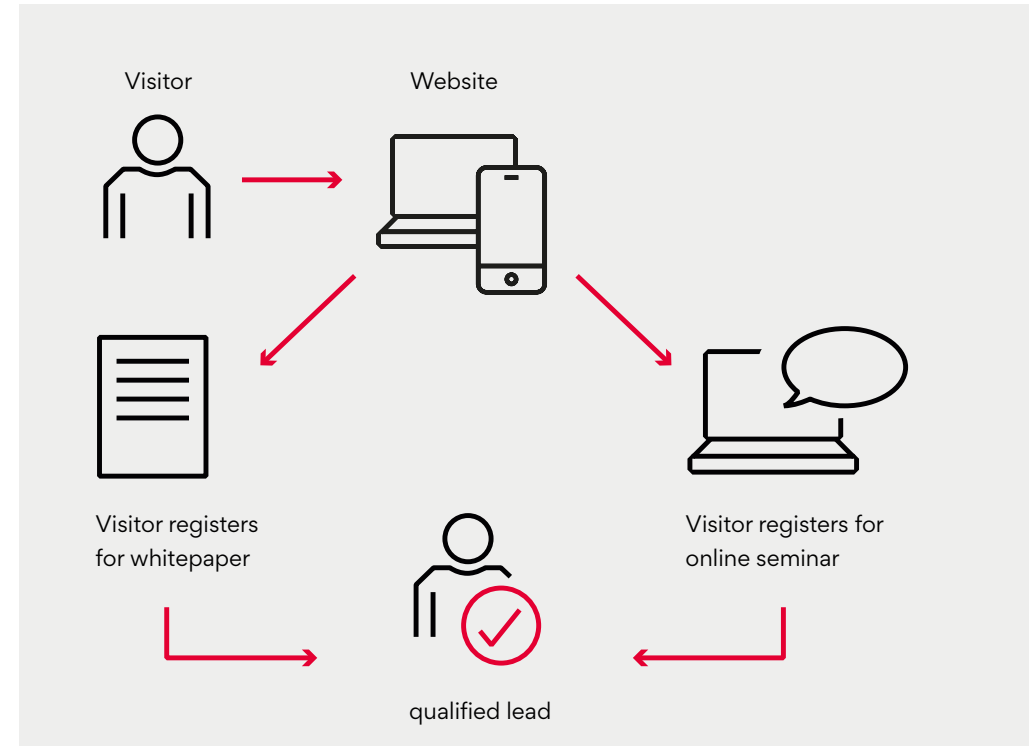 Visitor
Website
Visitor registers
for whitepaper
Visitor registers for
online seminar
qualified lead